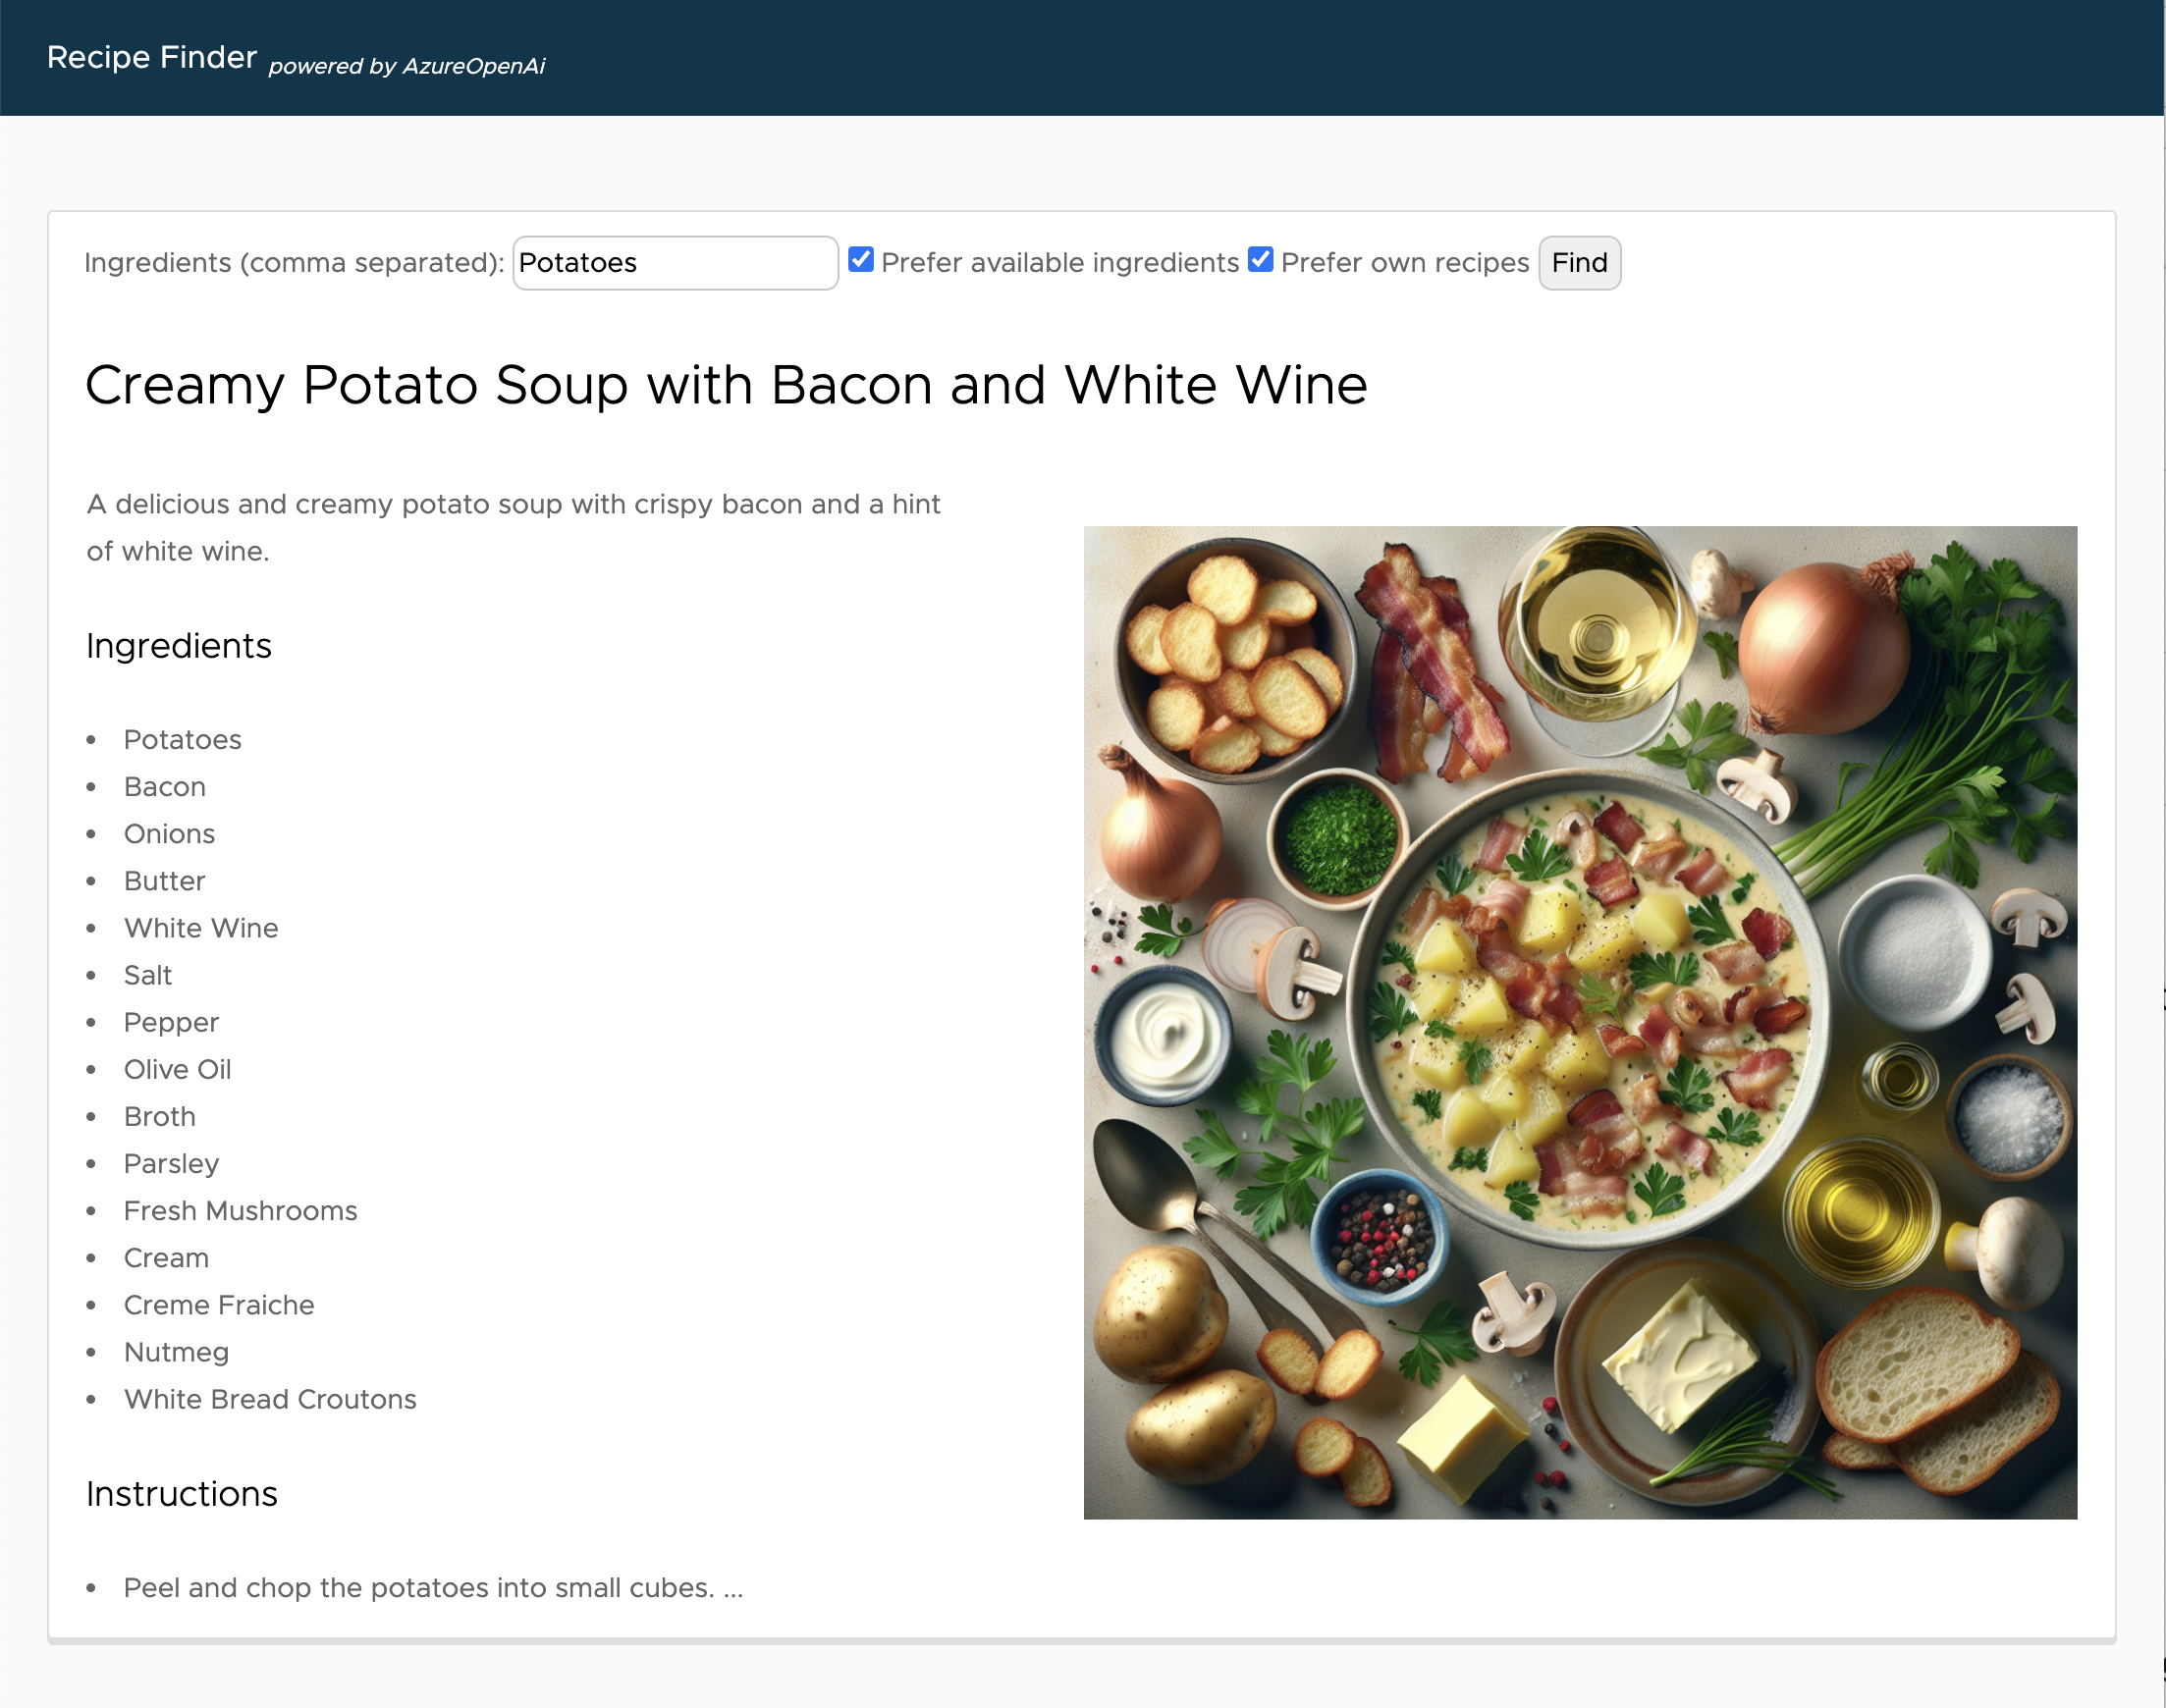 Recipe Finder powered by AzureOpenAi
Ingredients (comma separated): Potatoes Prefer available ingredients Prefer own recipes Find
Creamy Potato Soup with Bacon and White Wine
A delicious and creamy potato soup with crispy bacon and a hint
of white wine.
Ingredients
• Potatoes
• Bacon
• Onions
• Butter
• White Wine
• Salt
• Pepper
• Olive Oil
• Broth
• Parsley
• Fresh Mushrooms
• Cream
• Creme Fraiche
• Nutmeg
• White Bread Croutons
Instructions
• Peel and chop the potatoes into small cubes. ...